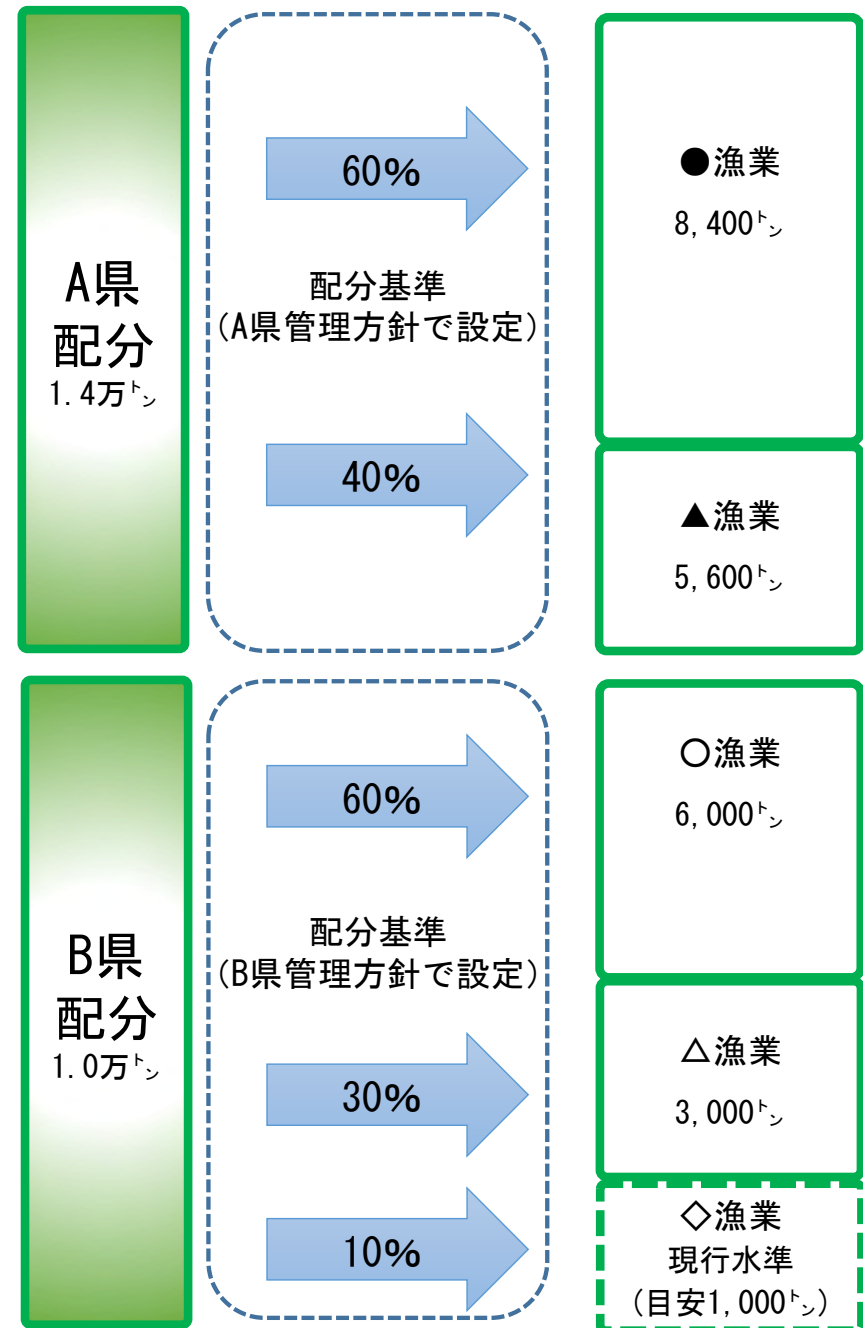 A県
配分
1.4万㌧
60%
配分基準
(A県管理方針で設定)
40%
●漁業
8,400㌧
▲漁業
5,600㌧
B県
配分
1.0万㌧
60%
配分基準
(B県管理方針で設定)
30%
10%
○漁業
6,000㌧
△漁業
3,000㌧
◇漁業
現行水準
(目安1,000㌧)